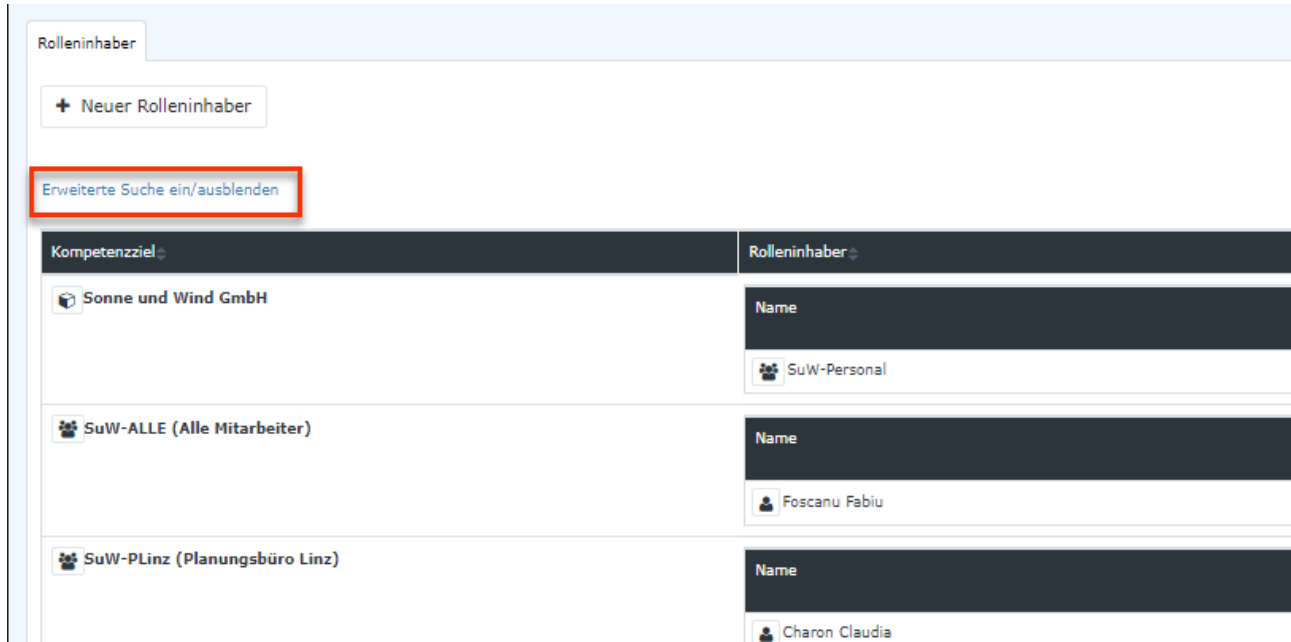 Rolleninhaber
+ Neuer Rolleninhaber
Erweiterte Suche ein/ausblenden
Kompetenzziel Rolleninhaber
Sonne und Wind GmbH
Name
SuW-Personal
SuW-ALLE (Alle Mitarbeiter)
Name
Foscanu Fabiu
SuW-PLinz (Planungsbüro Linz)
Name
Charon Claudia